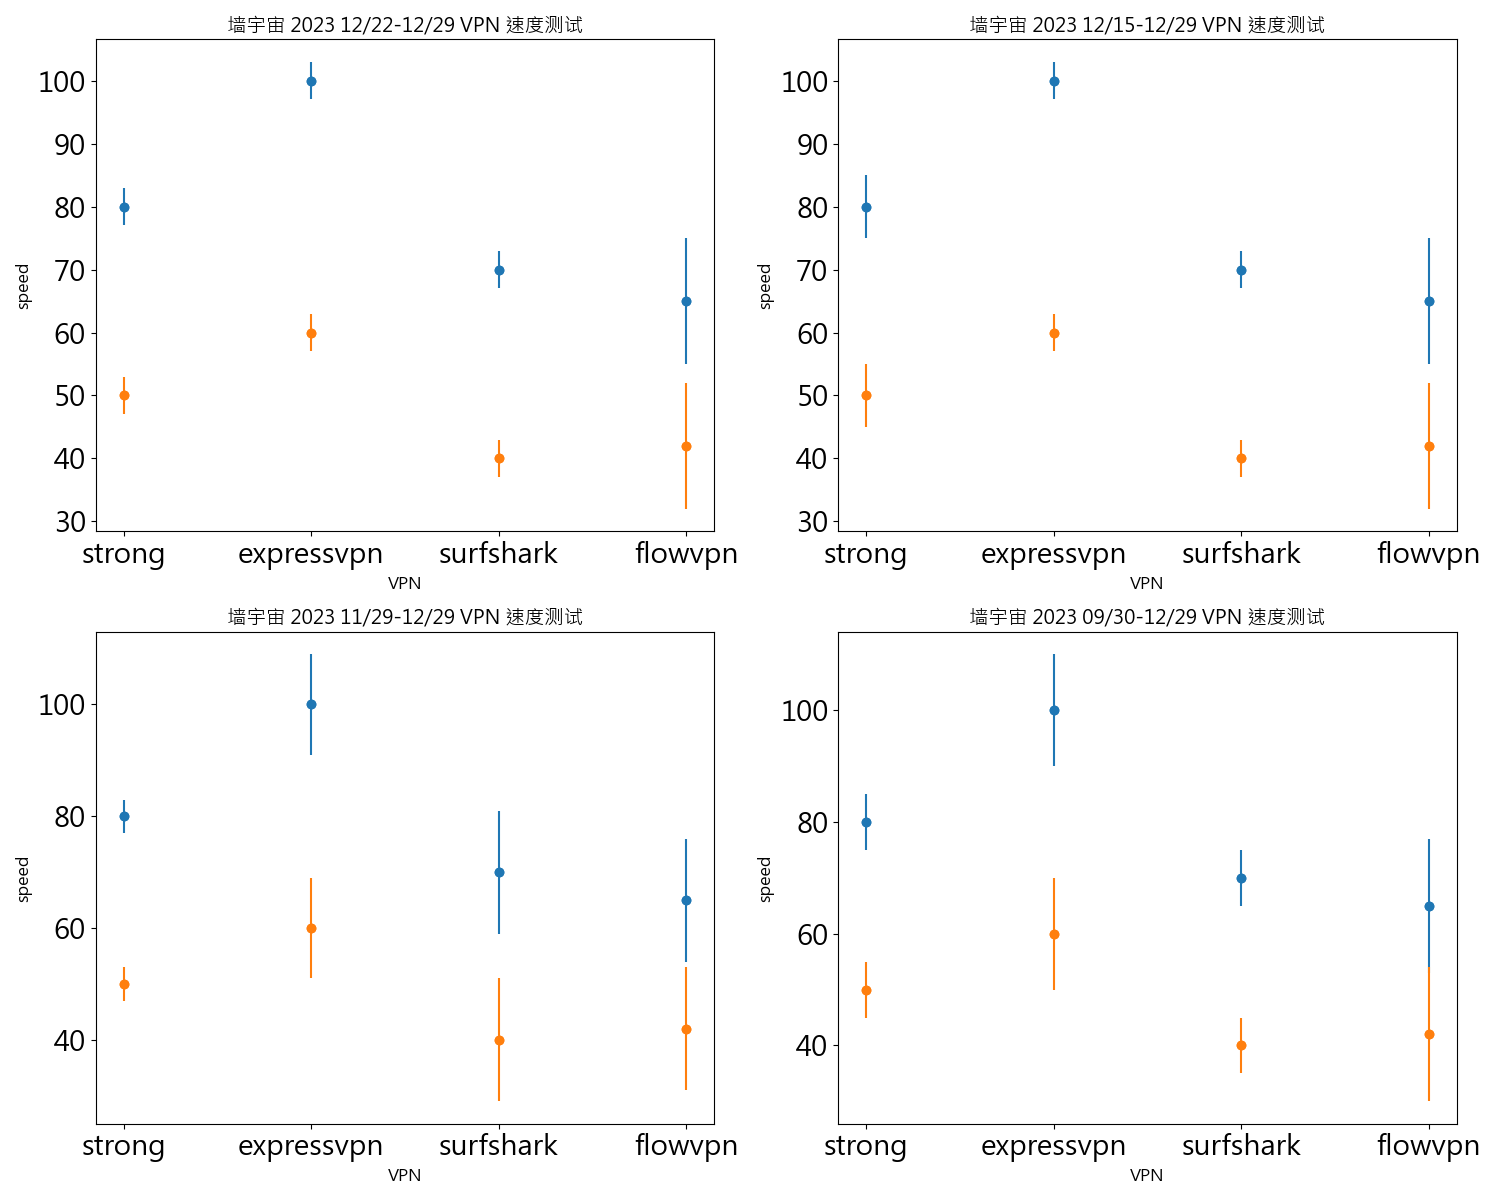 墙宇宙 2023 12/22-12/29 VPN 速度测试
100
90
80
70
60
50
40
30
speed
strong expressvpn surfshark flowvpn
VPN
墙宇宙 2023 12/15-12/29 VPN 速度测试
100
90
80
70
60
50
40
30
speed
strong expressvpn surfshark flowvpn
VPN
墙宇宙 2023 11/29-12/29 VPN 速度测试
100
80
60
40
speed
strong expressvpn surfshark flowvpn
VPN
墙宇宙 2023 09/30-12/29 VPN 速度测试
100
80
60
40
speed
strong expressvpn surfshark flowvpn
VPN